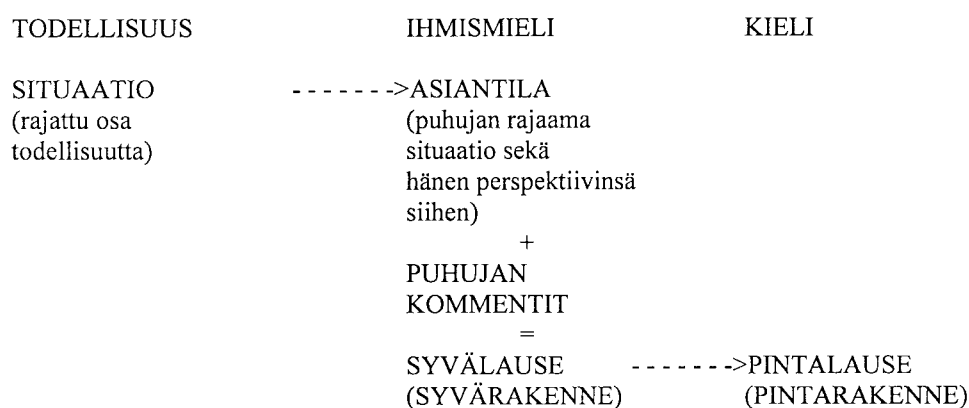 TODELLISUUS IHMISMIELI KIELI
SITUAATIO - - - - - - ->ASIANTILA
(rajattu osa (puhujan rajaama
todellisuutta) situaatio sekä
hänen perspektiivinsä
siihen)
+
PUHUJAN
KOMMENTIT
=
SYVÄLAUSE - - - - - - ->PINTALAUSE
(SYVÄRAKENNE) (PINTARAKENNE)